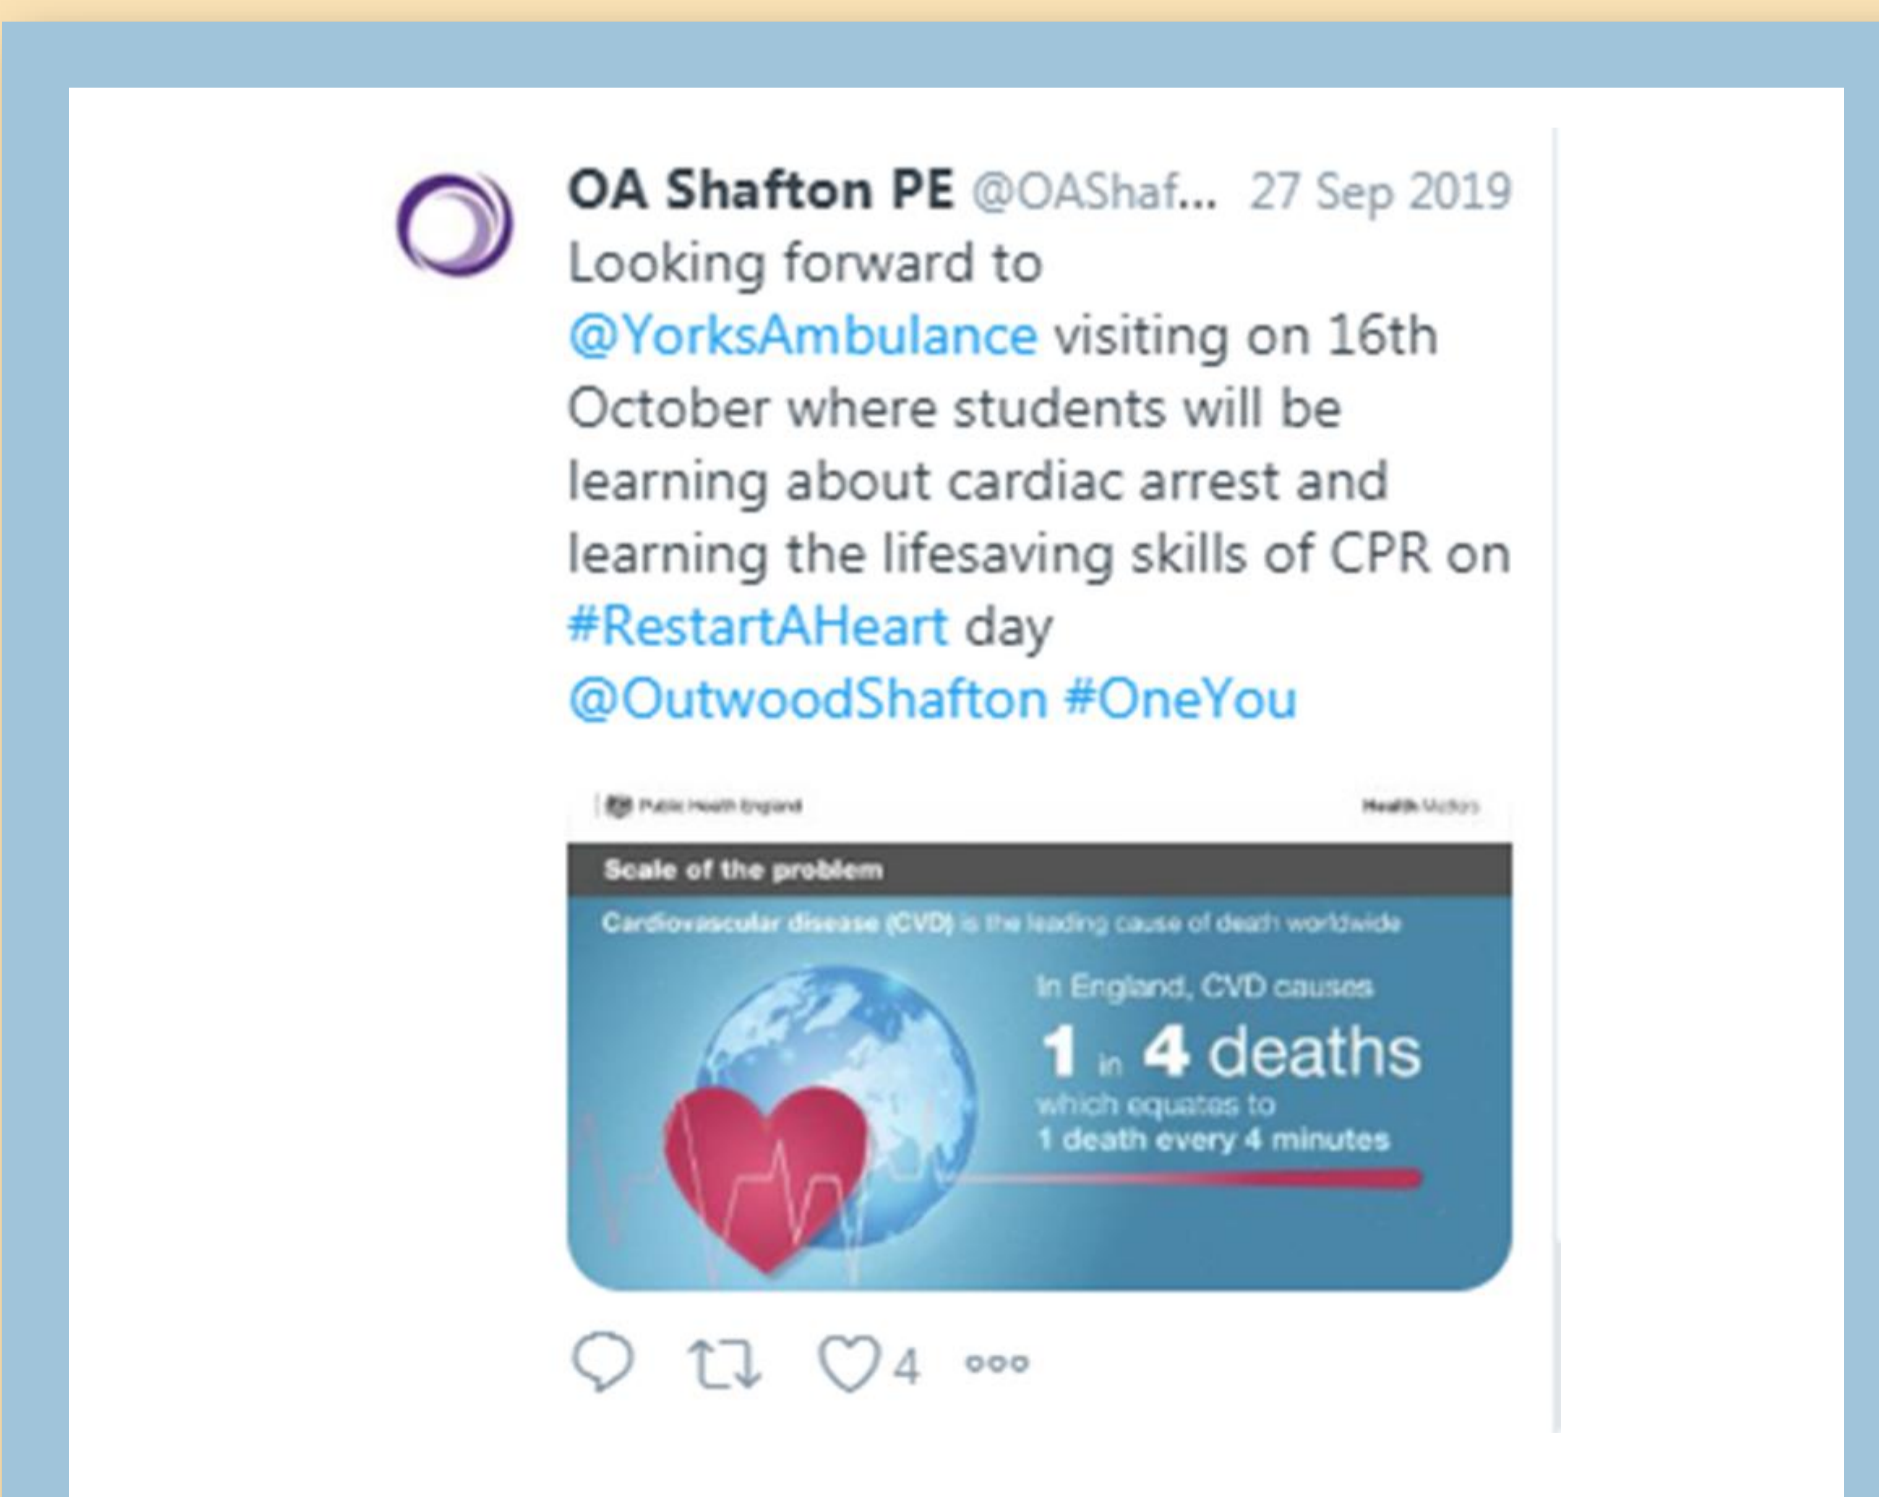 OA Shafton PE @OAShaf... 27 Sep 2019
Looking forward to
@YorksAmbulance visiting on 16th
October where students will be
learning about cardiac arrest and
learning the lifesaving skills of CPR on
#RestartAHeart day
@OutwoodShafton #OneYou
Public Health England Health Matters
Scale of the problem
Cardiovascular disease (CVD) is the leading cause of death worldwide
In England, CVD causes
1 in 4 deaths
which equates to
1 death every 4 minutes
4